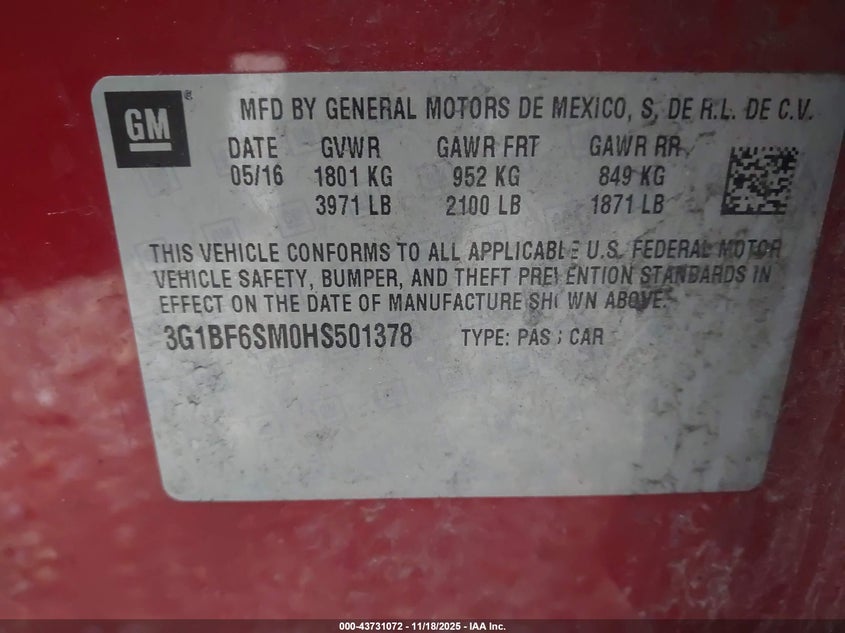 GM ®
MFD BY GENERAL MOTORS DE MEXICO, S, DE R.L. DE C.V.
DATE GVWR GAWR FRT GAWR RR
05/16 1801 KG 952 KG 849 KG
3971 LB 2100 LB 1871 LB
THIS VEHICLE CONFORMS TO ALL APPLICABLE U.S. FEDERAL MOTOR
VEHICLE SAFETY, BUMPER, AND THEFT PREVENTION STANDARDS IN
EFFECT ON THE DATE OF MANUFACTURE SHOWN ABOVE.
3G1BF6SM0HS501378 TYPE: PASS CAR
000-43731072 | 11/18/2025 - IAA Inc.